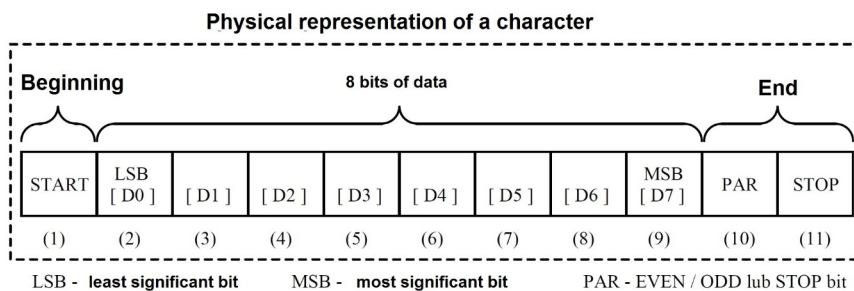 Physical representation of a character
Beginning
8 bits of data
End
START
LSB
[ D0 ]
[ D1 ]
[ D2 ]
[ D3 ]
[ D4 ]
[ D5 ]
[ D6 ]
MSB
[ D7 ]
PAR
STOP
(1) (2) (3) (4) (5) (6) (7) (8) (9) (10) (11)
LSB - least significant bit MSB - most significant bit PAR - EVEN / ODD lub STOP bit